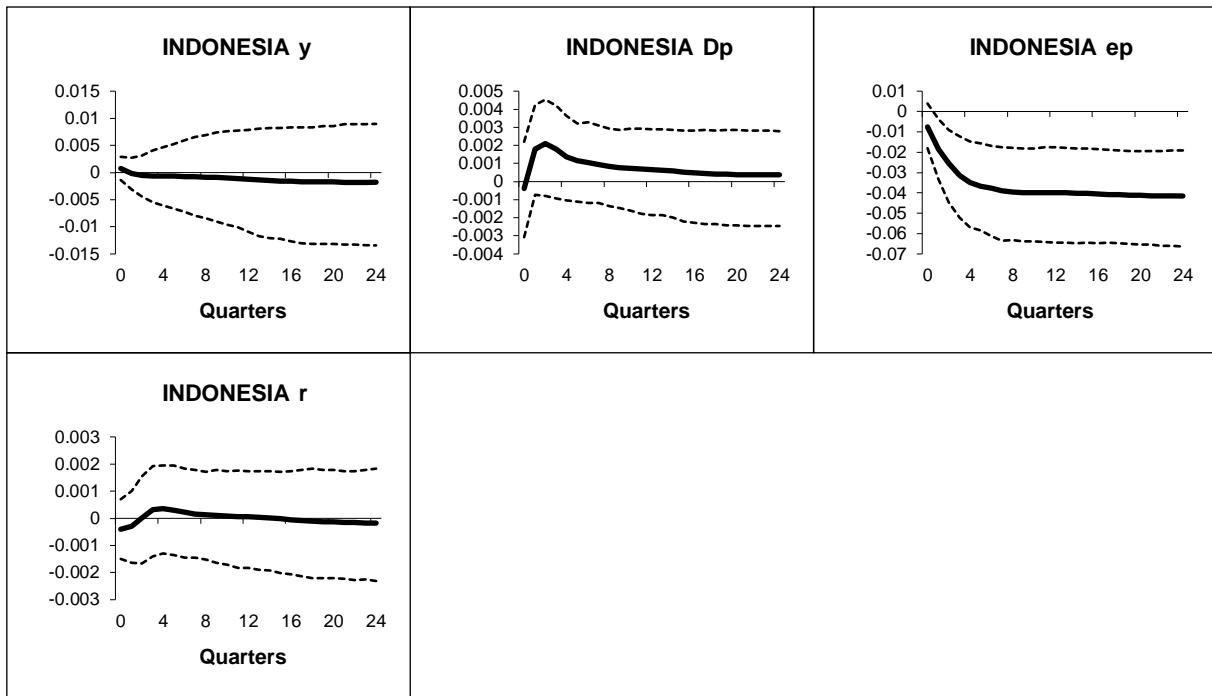 INDONESIA y
0.015
0.01
0.005
0
-0.005
-0.01
-0.015
0 4 8 12 16 20 24
Quarters
INDONESIA Dp
0.005
0.004
0.003
0.002
0.001
0.000
-0.001
-0.002
-0.003
-0.004
0 4 8 12 16 20 24
Quarters
INDONESIA ep
0.01
0
-0.01
-0.02
-0.03
-0.04
-0.05
-0.06
-0.07
0 4 8 12 16 20 24
Quarters
INDONESIA r
0.003
0.002
0.001
0
-0.001
-0.002
-0.003
0 4 8 12 16 20 24
Quarters